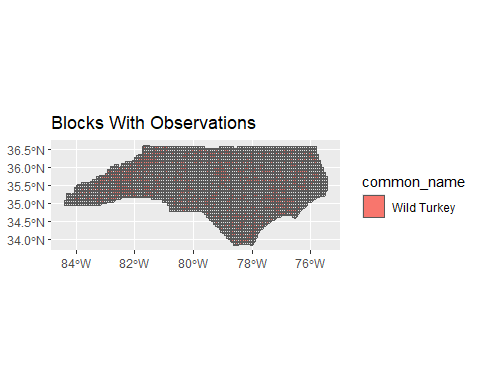 Blocks With Observations
36.5°N
36.0°N
35.5°N
35.0°N
34.5°N
34.0°N
84°W 82°W 80°W 78°W 76°W
common_name
Wild Turkey